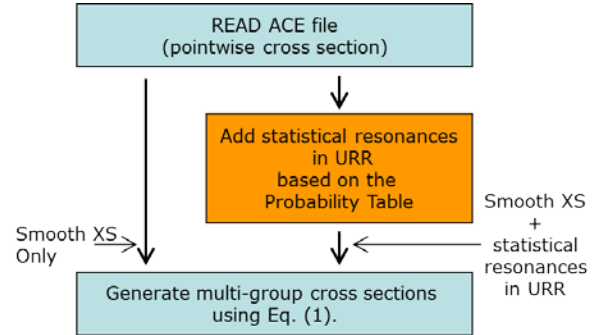 READ ACE file
(pointwise cross section)
Add statistical resonances
in URR
based on the
Probability Table
Smooth XS
Only
Smooth XS
+
statistical
resonances
in URR
Generate multi-group cross sections
using Eq. (1).